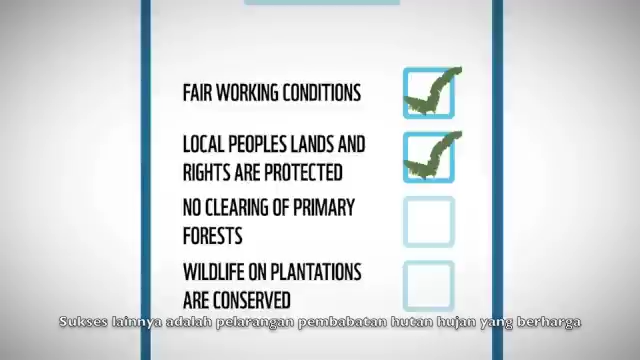 FAIR WORKING CONDITIONS
LOCAL PEOPLES LANDS AND
RIGHTS ARE PROTECTED
NO CLEARING OF PRIMARY
FORESTS
WILDLIFE ON PLANTATIONS
ARE CONSERVED
Sukses lainnya adalah pelarangan pembabatan hutan hujan yang berharga